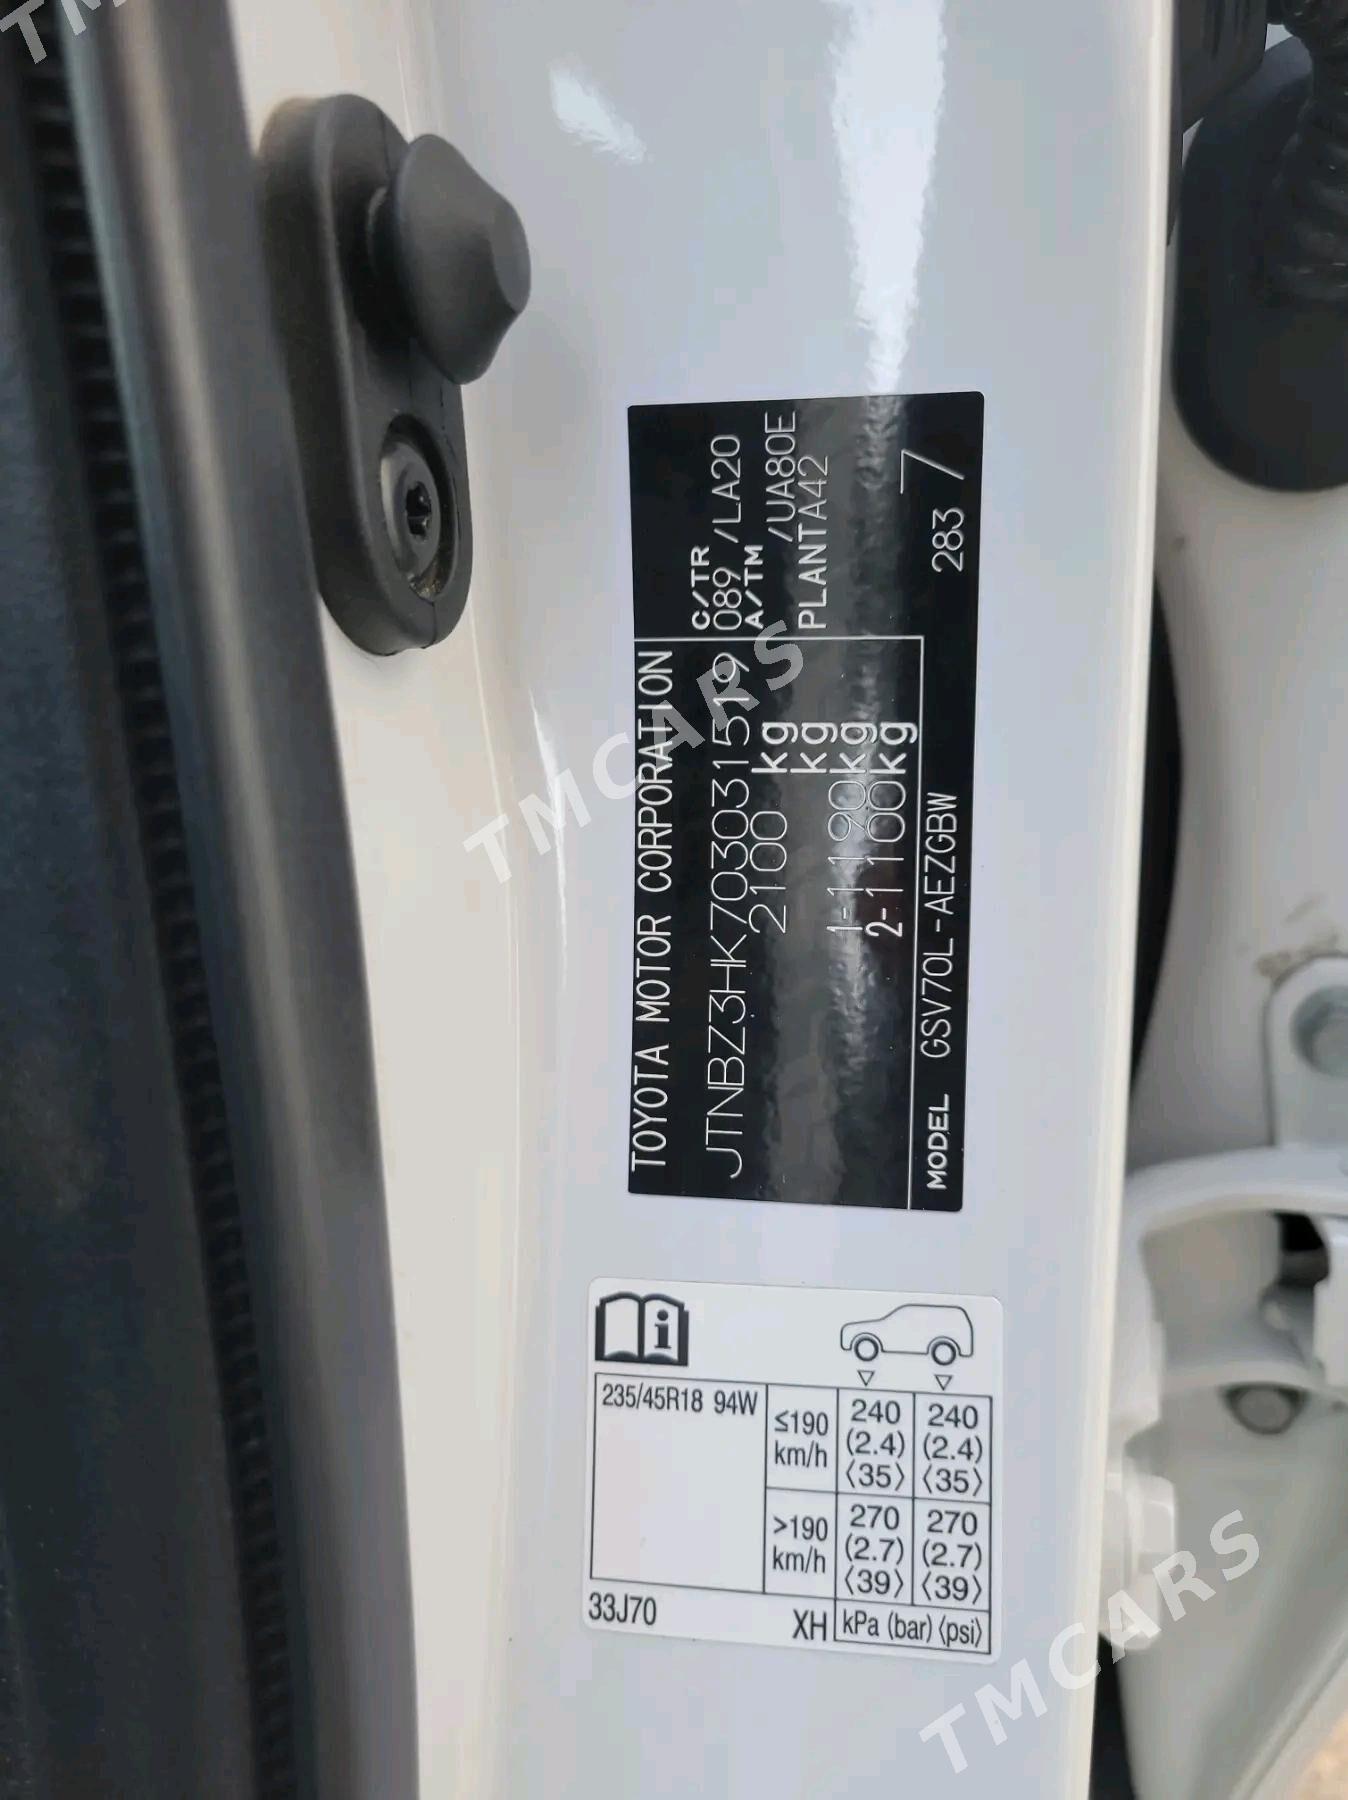 TOYOTA MOTOR CORPORATION
JTNBZ3HK703031519
2100 kg
kg
1-1190kg
2-1100kg
C/TR
089 /LA20
A/TM
/UA80E
PLANTA42
MODEL GSV70L-AEZGBW
283 7
i
235/45R18 94W
≤190 km/h
240 (2.4) ⟨35⟩
240 (2.4) ⟨35⟩
>190 km/h
270 (2.7) ⟨39⟩
270 (2.7) ⟨39⟩
33J70
XH
kPa (bar) ⟨psi⟩
TMCARS
TMCARS
TM